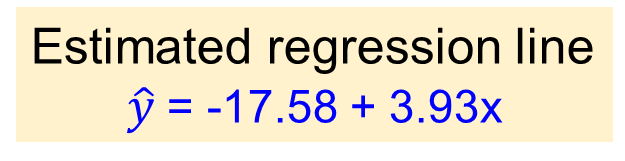 Estimated regression line
ŷ = -17.58 + 3.93x